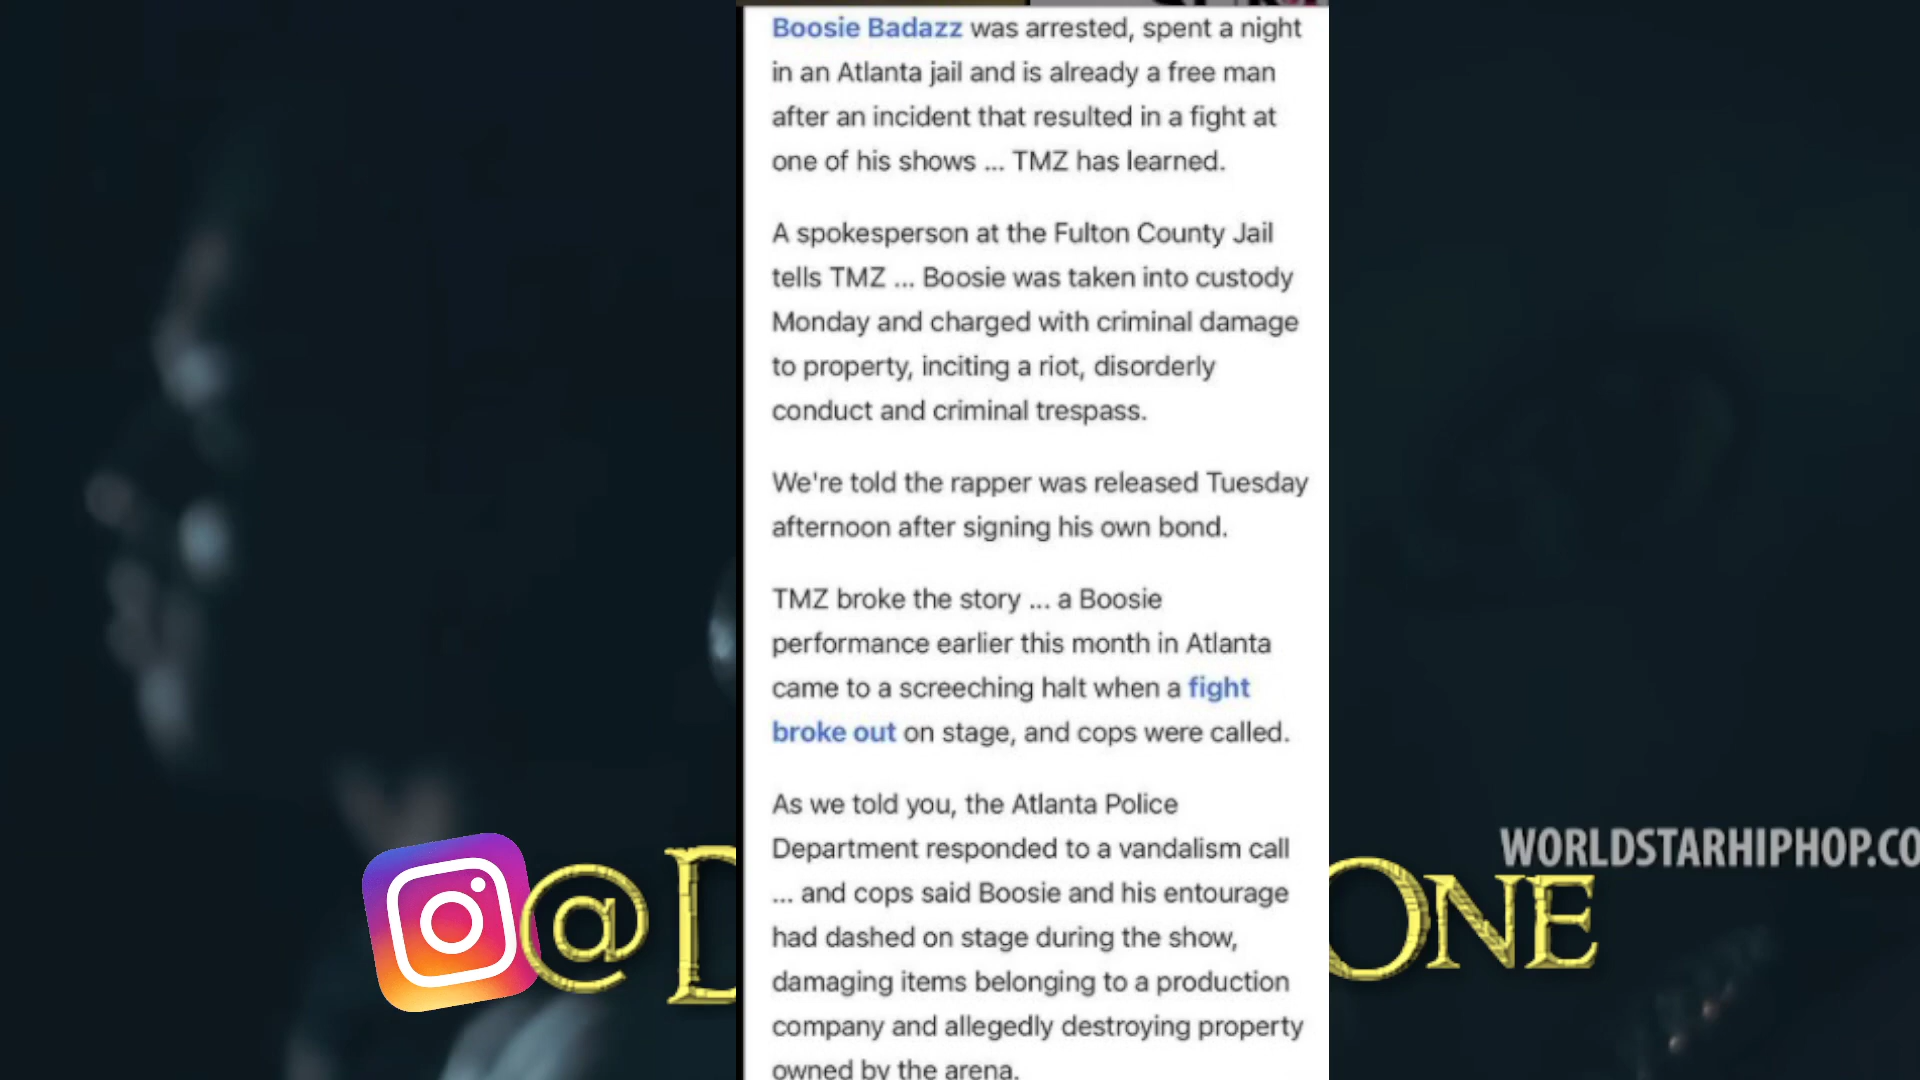 Boosie Badazz was arrested, spent a night
in an Atlanta jail and is already a free man
after an incident that resulted in a fight at
one of his shows ... TMZ has learned.
A spokesperson at the Fulton County Jail
tells TMZ ... Boosie was taken into custody
Monday and charged with criminal damage
to property, inciting a riot, disorderly
conduct and criminal trespass.
We're told the rapper was released Tuesday
afternoon after signing his own bond.
TMZ broke the story ... a Boosie
performance earlier this month in Atlanta
came to a screeching halt when a fight
broke out on stage, and cops were called.
As we told you, the Atlanta Police
Department responded to a vandalism call
... and cops said Boosie and his entourage
had dashed on stage during the show,
damaging items belonging to a production
company and allegedly destroying property
owned by the arena.
WORLDSTARHIPHOP.CO
@D
ONE